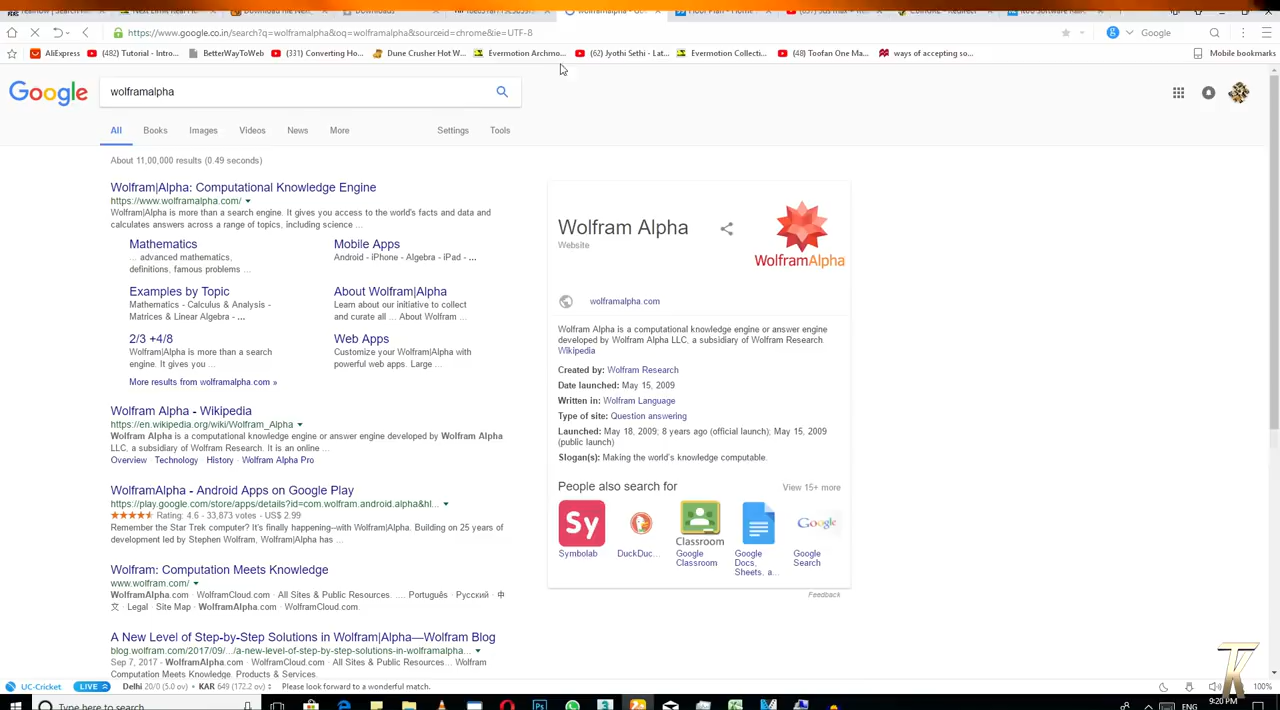 https://www.google.co.in/search?q=wolframalpha&oq=wolframalpha&sourceid=chrome&ie=UTF-8
Google
AliExpress
(482) Tutorial - Intro...
BetterWayToWeb
(331) Converting Ho...
Dune Crusher Hot W...
Evermotion Archmo...
(62) Jyothi Sethi - Lat...
Evermotion Collecti...
(48) Toofan One Ma...
ways of accepting so...
Mobile bookmarks
Google
wolframalpha
All
Books
Images
Videos
News
More
Settings
Tools
About 11,00,000 results (0.49 seconds)
Wolfram|Alpha: Computational Knowledge Engine
https://www.wolframalpha.com/
Wolfram|Alpha is more than a search engine. It gives you access to the world's facts and data and
calculates answers across a range of topics, including science ...
Mathematics
... advanced mathematics,
definitions, famous problems ...
Mobile Apps
Android - iPhone - Algebra - iPad - ...
Examples by Topic
Mathematics - Calculus & Analysis -
Matrices & Linear Algebra - ...
About Wolfram|Alpha
Learn about our initiative to collect
and curate all ... About Wolfram ...
2/3 +4/8
Wolfram|Alpha is more than a search
engine. It gives you ...
Web Apps
Customize your Wolfram|Alpha with
powerful web apps. Large ...
More results from wolframalpha.com »
Wolfram Alpha - Wikipedia
https://en.wikipedia.org/wiki/Wolfram_Alpha
Wolfram Alpha is a computational knowledge engine or answer engine developed by Wolfram Alpha
LLC, a subsidiary of Wolfram Research. It is an online ...
Overview · Technology · History · Wolfram Alpha Pro
WolframAlpha - Android Apps on Google Play
https://play.google.com/store/apps/details?id=com.wolfram.android.alpha&hl...
Rating: 4.6 - 33,873 votes - US$ 2.99
Remember the Star Trek computer? It's finally happening--with Wolfram|Alpha. Building on 25 years of
development led by Stephen Wolfram, Wolfram|Alpha has ...
Wolfram: Computation Meets Knowledge
www.wolfram.com/
WolframAlpha.com · WolframCloud.com · All Sites & Public Resources. ... Português · Русский · 中
文 · Legal · Site Map · WolframAlpha.com · WolframCloud.com.
A New Level of Step-by-Step Solutions in Wolfram|Alpha—Wolfram Blog
blog.wolfram.com/2017/09/.../a-new-level-of-step-by-step-solutions-in-wolframalpha...
Sep 7, 2017 - WolframAlpha.com · WolframCloud.com · All Sites & Public Resources... Wolfram
Computation Meets Knowledge. Products & Services.
Wolfram Alpha
Website
WolframAlpha
wolframalpha.com
Wolfram Alpha is a computational knowledge engine or answer engine
developed by Wolfram Alpha LLC, a subsidiary of Wolfram Research.
Wikipedia
Created by: Wolfram Research
Date launched: May 15, 2009
Written in: Wolfram Language
Type of site: Question answering
Launched: May 18, 2009; 8 years ago (official launch); May 15, 2009
(public launch)
Slogan(s): Making the world's knowledge computable.
People also search for
View 15+ more
Sy
Classroom
Google
Symbolab
DuckDuc...
Google
Classroom
Google
Docs,
Sheets, a...
Google
Search
Feedback
UC-Cricket
LIVE
Delhi 20/0 (5.0 ov)
KAR 649 (172.2 ov)
Please look forward to a wonderful match.
100%
Type here to search
ENG
9:20 PM